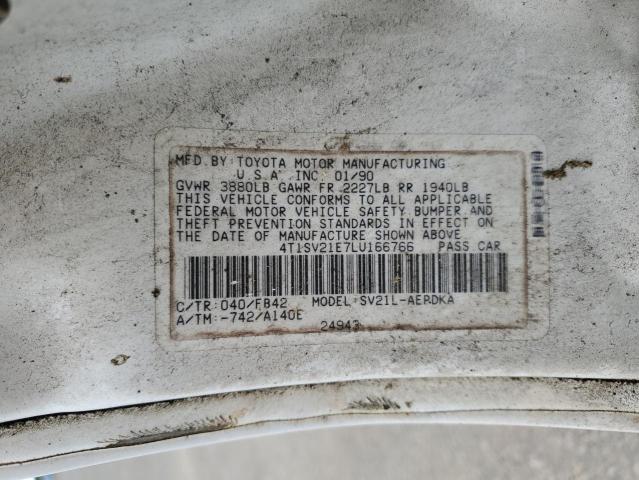 MFD.BY:TOYOTA MOTOR MANUFACTURING
U.S.A. INC. 01/90
GVWR 3880LB GAWR FR 2227LB RR 1940LB
THIS VEHICLE CONFORMS TO ALL APPLICABLE
FEDERAL MOTOR VEHICLE SAFETY, BUMPER AND
THEFT PREVENTION STANDARDS IN EFFECT ON
THE DATE OF MANUFACTURE SHOWN ABOVE
4T1SV21E7LU166766 PASS CAR
C/TR:040/FB42 MODEL:SV21L-AERDKA
A/TM:-742/A140E
24943